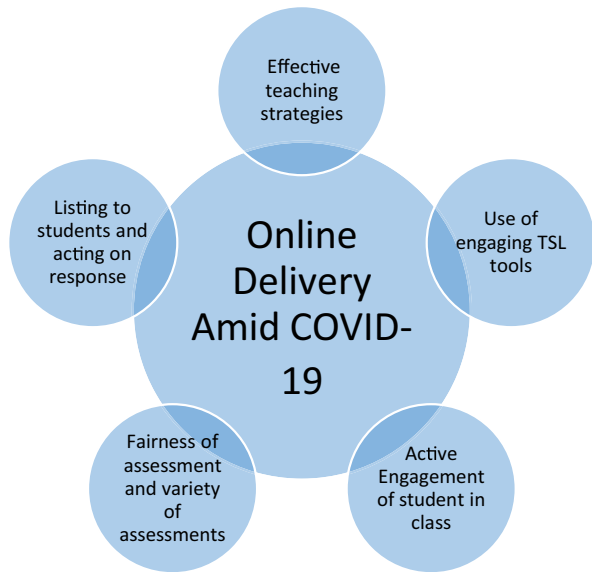 Effective
teaching
strategies
Listing to
students and
acting on
response
Online
Delivery
Amid COVID-
19
Use of
engaging TSL
tools
Fairness of
assessment
and variety
of
assessments
Active
Engagement
of student in
class